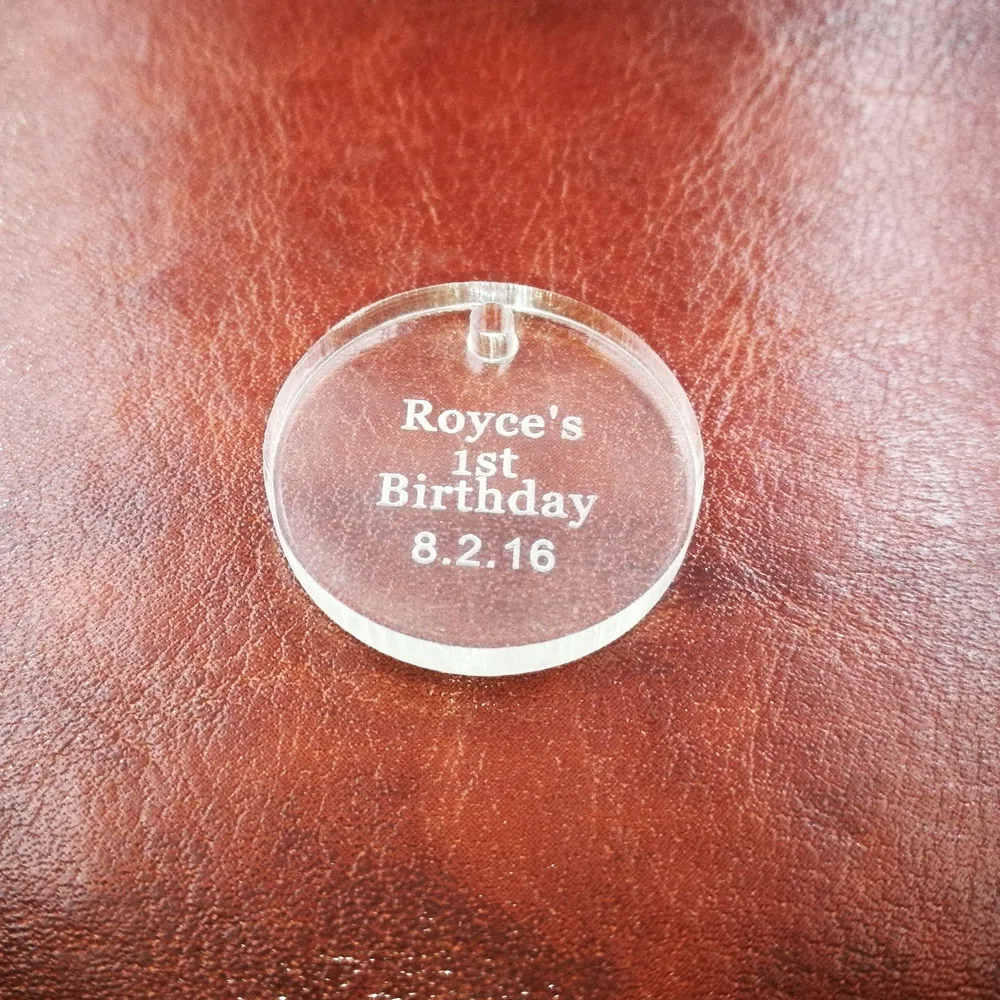 Royce's
1st
Birthday
8.2.16